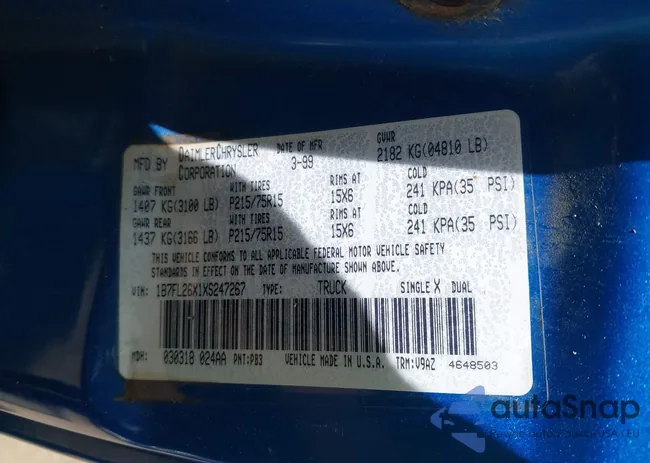 MFD BY DAIMLERCHRYSLER CORPORATION DATE OF MFR 3-99 GVWR 2182 KG(04810 LB)
GAWR FRONT WITH TIRES RIMS AT COLD
1407 KG(3100 LB) P215/75R15 15X6 241 KPA(35 PSI)
GAWR REAR WITH TIRES RIMS AT COLD
1437 KG(3166 LB) P215/75R15 15X6 241 KPA(35 PSI)
THIS VEHICLE CONFORMS TO ALL APPLICABLE FEDERAL MOTOR VEHICLE SAFETY
STANDARDS IN EFFECT ON THE DATE OF MANUFACTURE SHOWN ABOVE.
VIN: 1B7FL26X1XS247267 TYPE: TRUCK SINGLE X DUAL
MDH: 030318 024AA PNT:PB3 VEHICLE MADE IN U.S.A. TRM:V9AZ 4648503
autoSnap